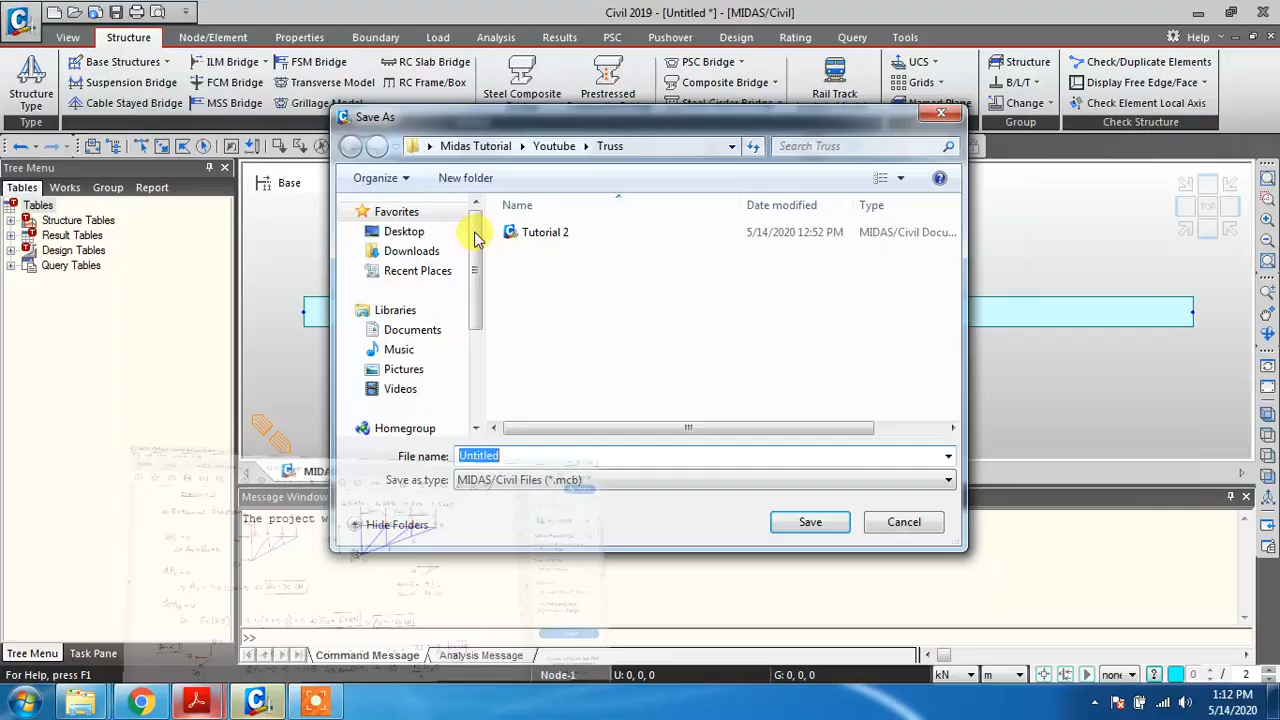 Civil 2019 - [Untitled *] - [MIDAS/Civil]
View Structure Node/Element Properties Boundary Load Analysis Results PSC Pushover Design Rating Query Tools Help
Base Structures ILM Bridge FSM Bridge RC Slab Bridge PSC Bridge UCS Structure Check/Duplicate Elements
Suspension Bridge FCM Bridge Transverse Model RC Frame/Box Composite Bridge Grids B/L/T Display Free Edge/Face
Structure Type Steel Composite Prestressed Rail Track
Cable Stayed Bridge MSS Bridge Grillage Change Check Element Local Axis
Type Group Check Structure
Save As
Tree Menu
Midas Tutorial Youtube Truss Search Truss
Tables Works Group Report
Base
Organize New folder
Tables
Structure Tables
Result Tables
Design Tables
Query Tables
TOP
Favorites
Desktop
Downloads
Recent Places
Libraries
Documents
Music
Pictures
Videos
Homegroup
Name Date modified Type
Tutorial 2 5/14/2020 12:52 PM MIDAS/Civil Docu...
File name: Untitled
Save as type: MIDAS/Civil Files (*.mcb)
Hide Folders Save Cancel
MIDAS
Message Window
The project w
>>
Tree Menu Task Pane Command Message Analysis Message
For Help, press F1 Node-1 U: 0, 0, 0 G: 0, 0, 0 kN m none 0 / 2
1:12 PM
5/14/2020